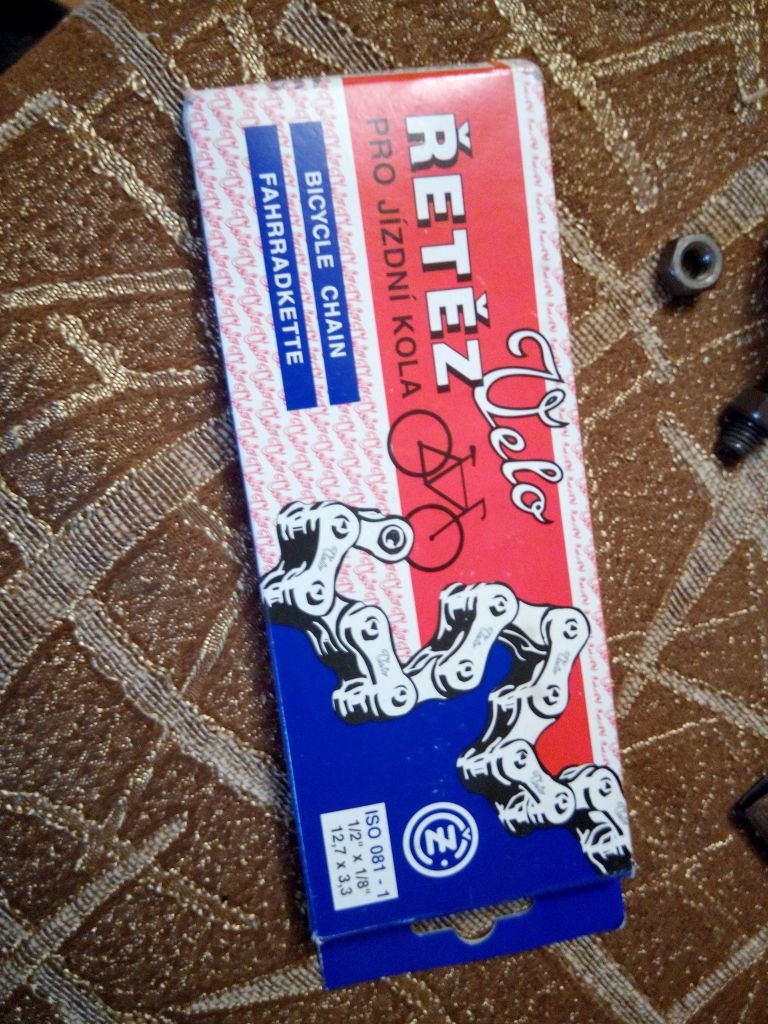 Velo
ŘETĚZ
PRO JÍZDNÍ KOLA
BICYCLE CHAIN
FAHRRADKETTE
ČZ
ISO 081 - 1
1/2" x 1/8"
12,7 x 3,3